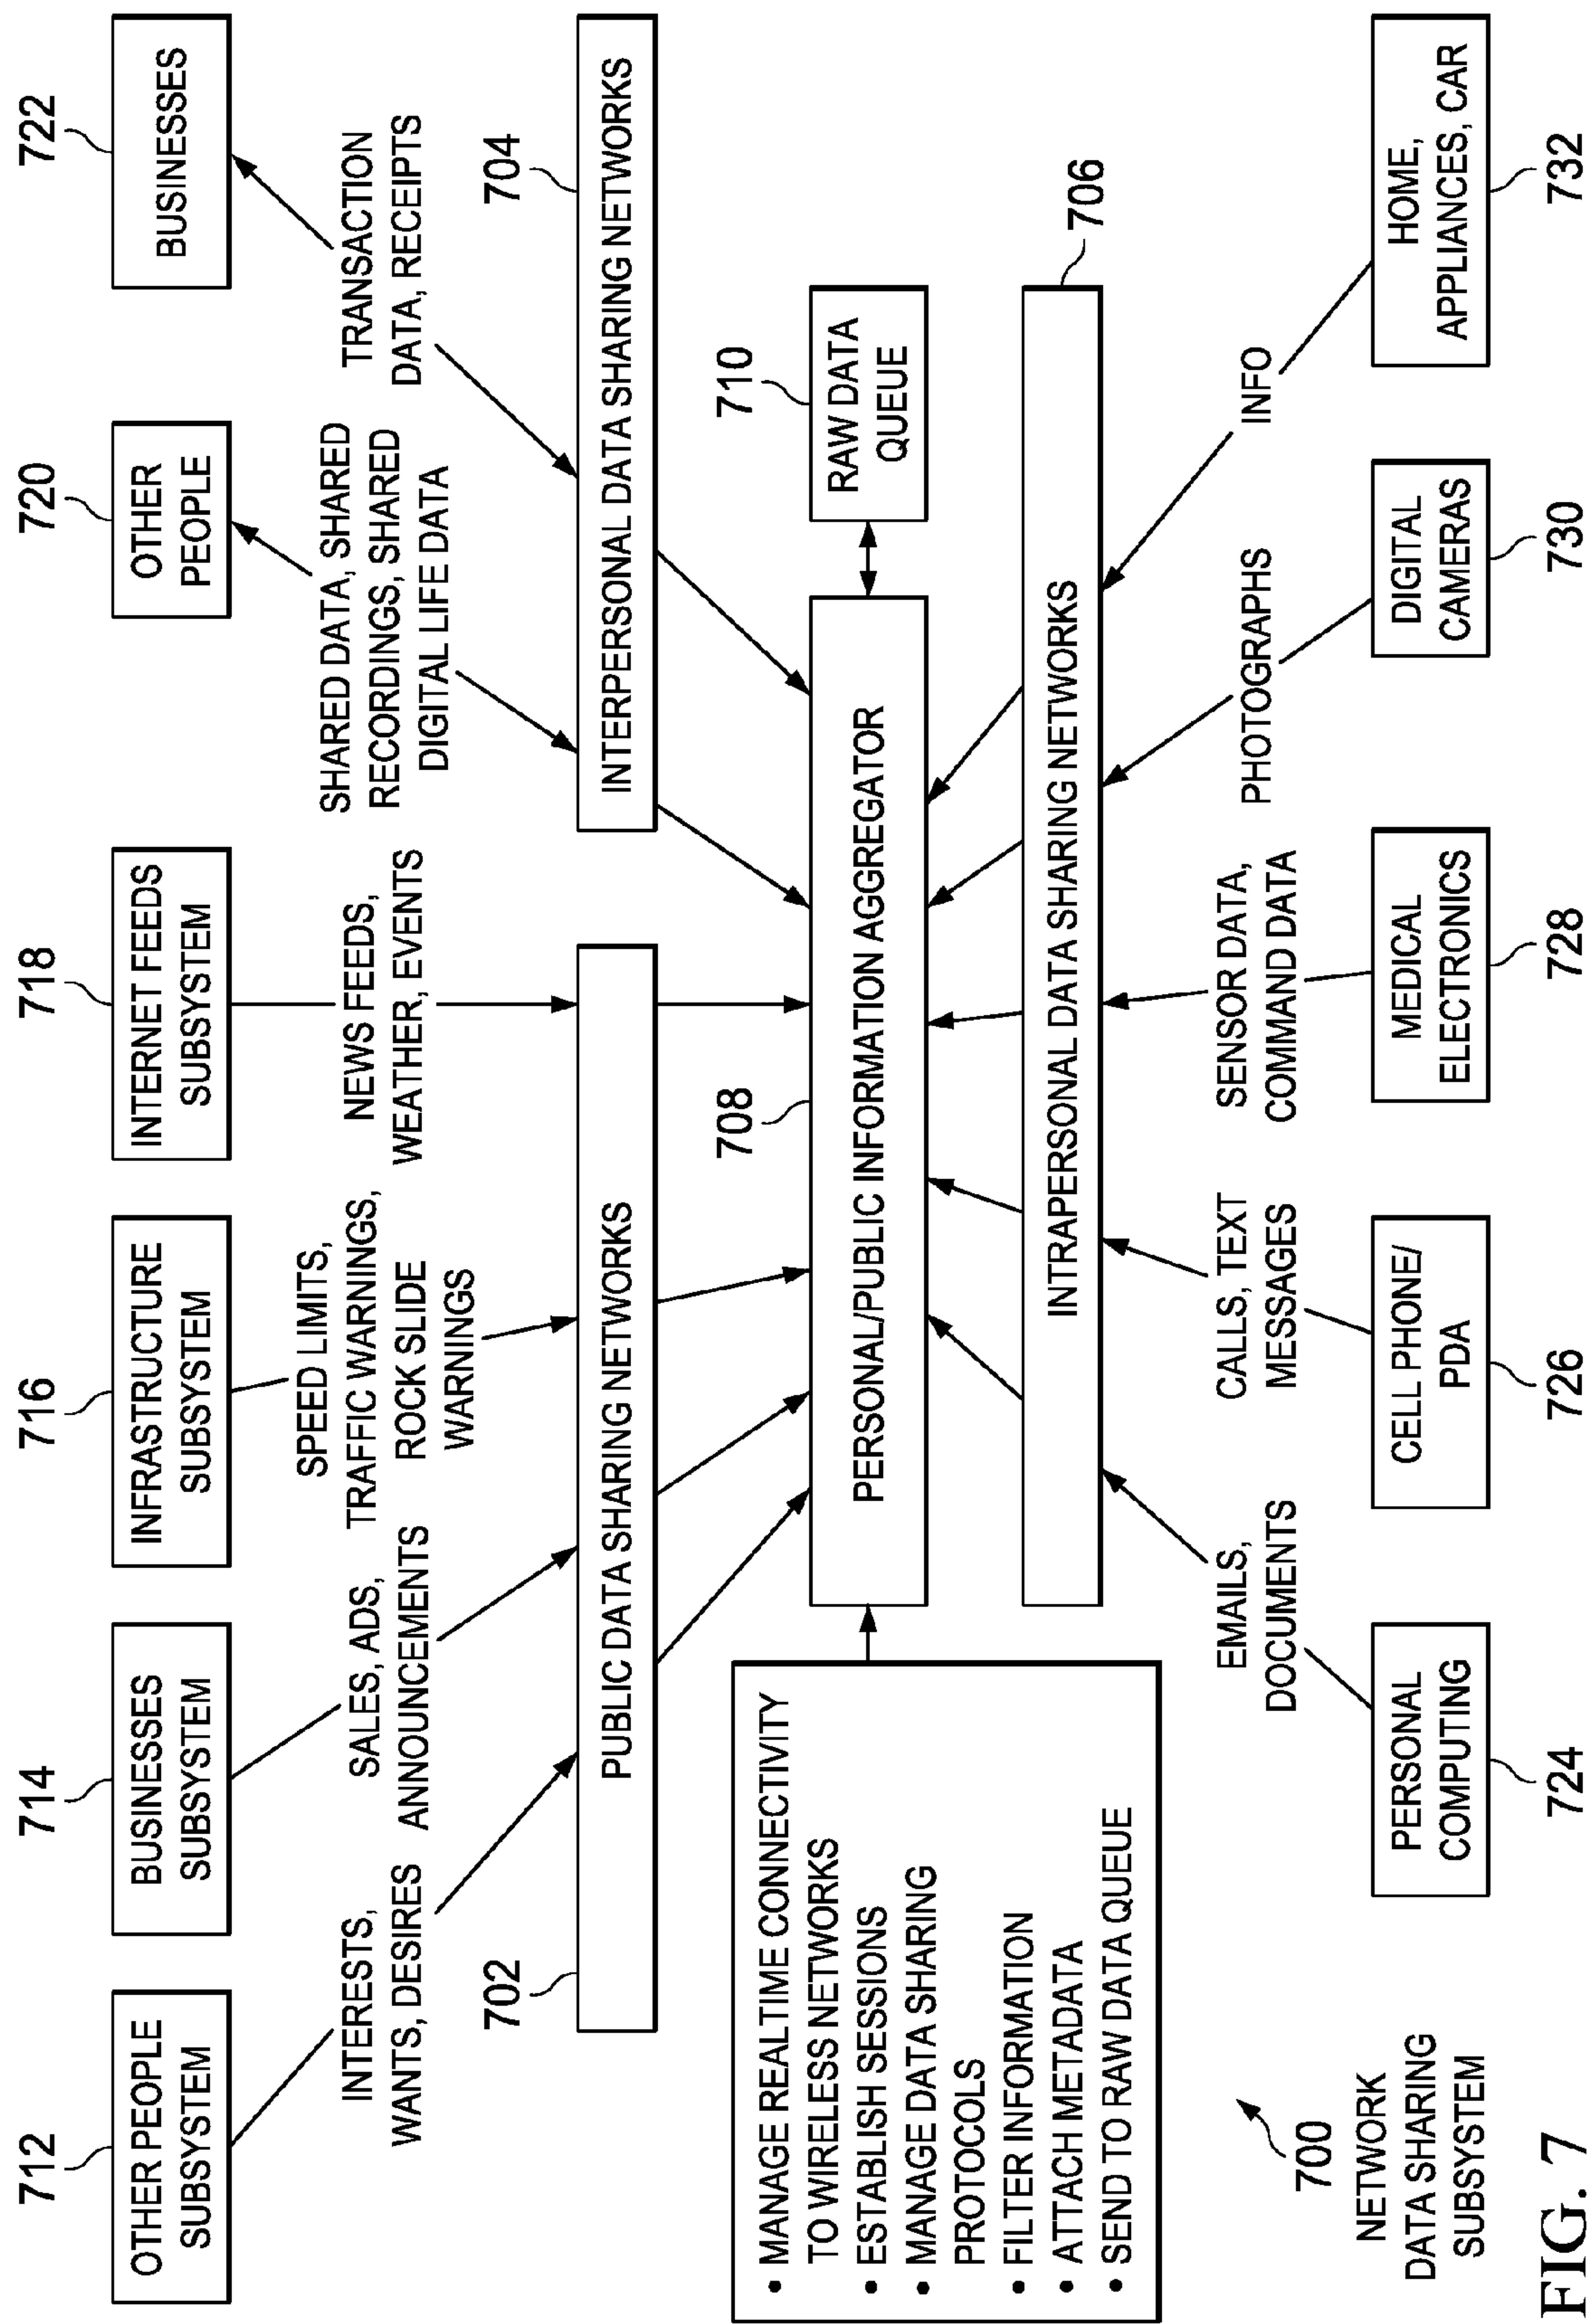 712
OTHER PEOPLE
SUBSYSTEM
714
BUSINESSES
SUBSYSTEM
716
INFRASTRUCTURE
SUBSYSTEM
718
INTERNET FEEDS
SUBSYSTEM
720
OTHER
PEOPLE
722
BUSINESSES
INTERESTS,
WANTS, DESIRES
SALES, ADS,
ANNOUNCEMENTS
SPEED LIMITS,
TRAFFIC WARNINGS,
ROCK SLIDE
WARNINGS
NEWS FEEDS,
WEATHER, EVENTS
SHARED DATA, SHARED
RECORDINGS, SHARED
DIGITAL LIFE DATA
TRANSACTION
DATA, RECEIPTS
702
PUBLIC DATA SHARING NETWORKS
704
INTERPERSONAL DATA SHARING NETWORKS
• MANAGE REALTIME CONNECTIVITY
TO WIRELESS NETWORKS
• ESTABLISH SESSIONS
• MANAGE DATA SHARING
PROTOCOLS
• FILTER INFORMATION
• ATTACH METADATA
• SEND TO RAW DATA QUEUE
708
PERSONAL/PUBLIC INFORMATION AGGREGATOR
710
RAW DATA
QUEUE
706
INTRAPERSONAL DATA SHARING NETWORKS
EMAILS,
DOCUMENTS
CALLS, TEXT
MESSAGES
SENSOR DATA,
COMMAND DATA
PHOTOGRAPHS
INFO
PERSONAL
COMPUTING
724
CELL PHONE/
PDA
726
MEDICAL
ELECTRONICS
728
DIGITAL
CAMERAS
730
HOME,
APPLIANCES, CAR
732
700
NETWORK
DATA SHARING
SUBSYSTEM
FIG. 7